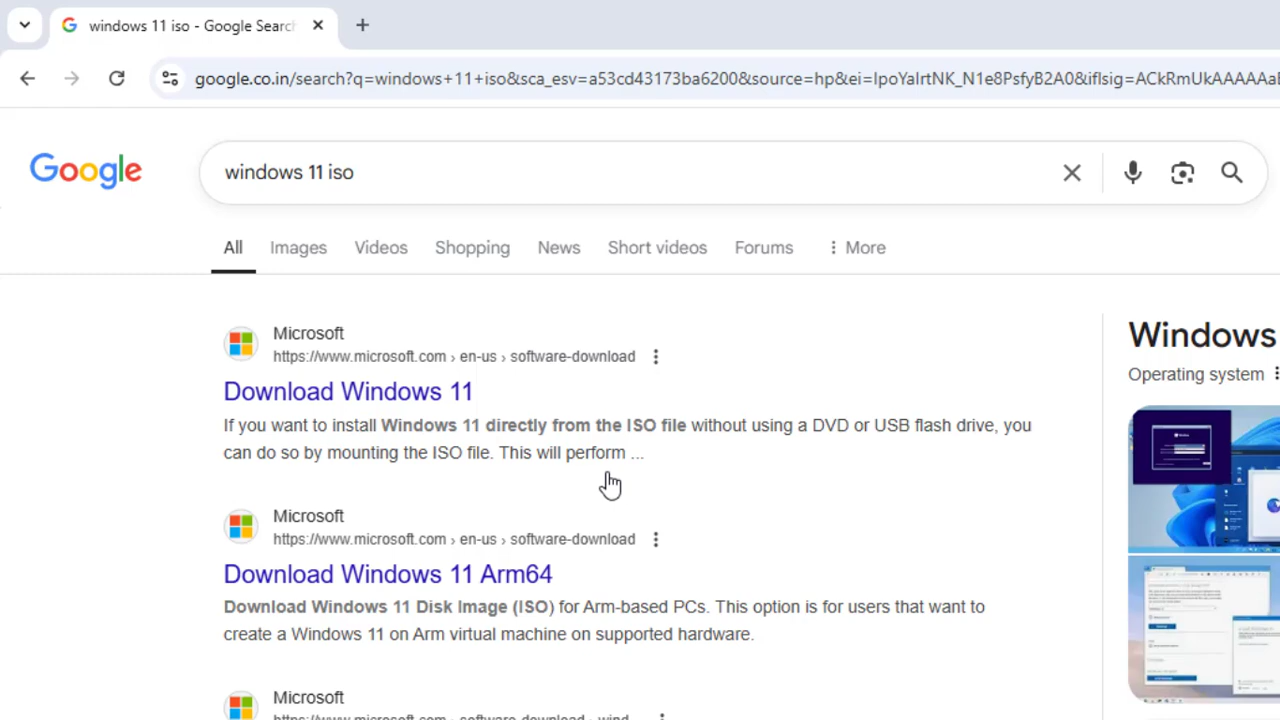 windows 11 iso - Google Search
google.co.in/search?q=windows+11+iso&sca_esv=a53cd43173ba6200&source=hp&ei=IpoYaIrtNK_N1e8PsfyB2A0&iflsig=ACkRmUkAAAAAaB
Google
windows 11 iso
All Images Videos Shopping News Short videos Forums More
Microsoft
https://www.microsoft.com › en-us › software-download
Download Windows 11
If you want to install Windows 11 directly from the ISO file without using a DVD or USB flash drive, you
can do so by mounting the ISO file. This will perform ...
Microsoft
https://www.microsoft.com › en-us › software-download
Download Windows 11 Arm64
Download Windows 11 Disk Image (ISO) for Arm-based PCs. This option is for users that want to
create a Windows 11 on Arm virtual machine on supported hardware.
Microsoft
https://www.microsoft.com › software-download › wind
Windows
Operating system